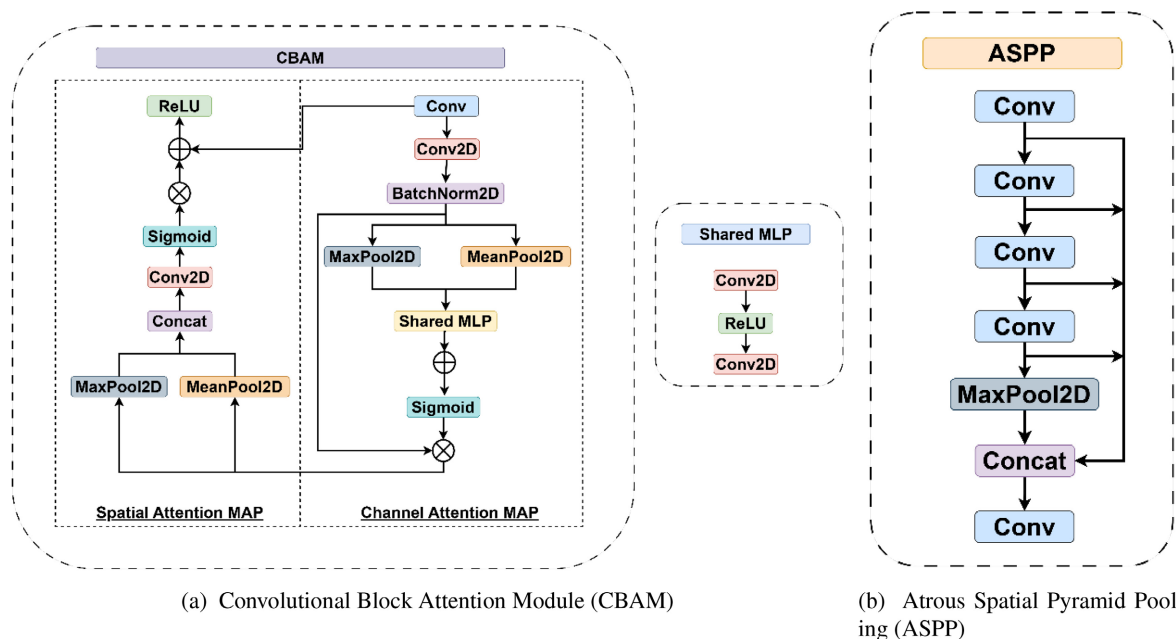 CBAM
ReLU
Sigmoid
Conv2D
Concat
MaxPool2D
MeanPool2D
Spatial Attention MAP
Conv
Conv2D
BatchNorm2D
MaxPool2D
MeanPool2D
Shared MLP
Sigmoid
Channel Attention MAP
Shared MLP
Conv2D
ReLU
Conv2D
(a) Convolutional Block Attention Module (CBAM)
ASPP
Conv
Conv
Conv
Conv
MaxPool2D
Concat
Conv
(b) Atrous Spatial Pyramid Pool
ing (ASPP)